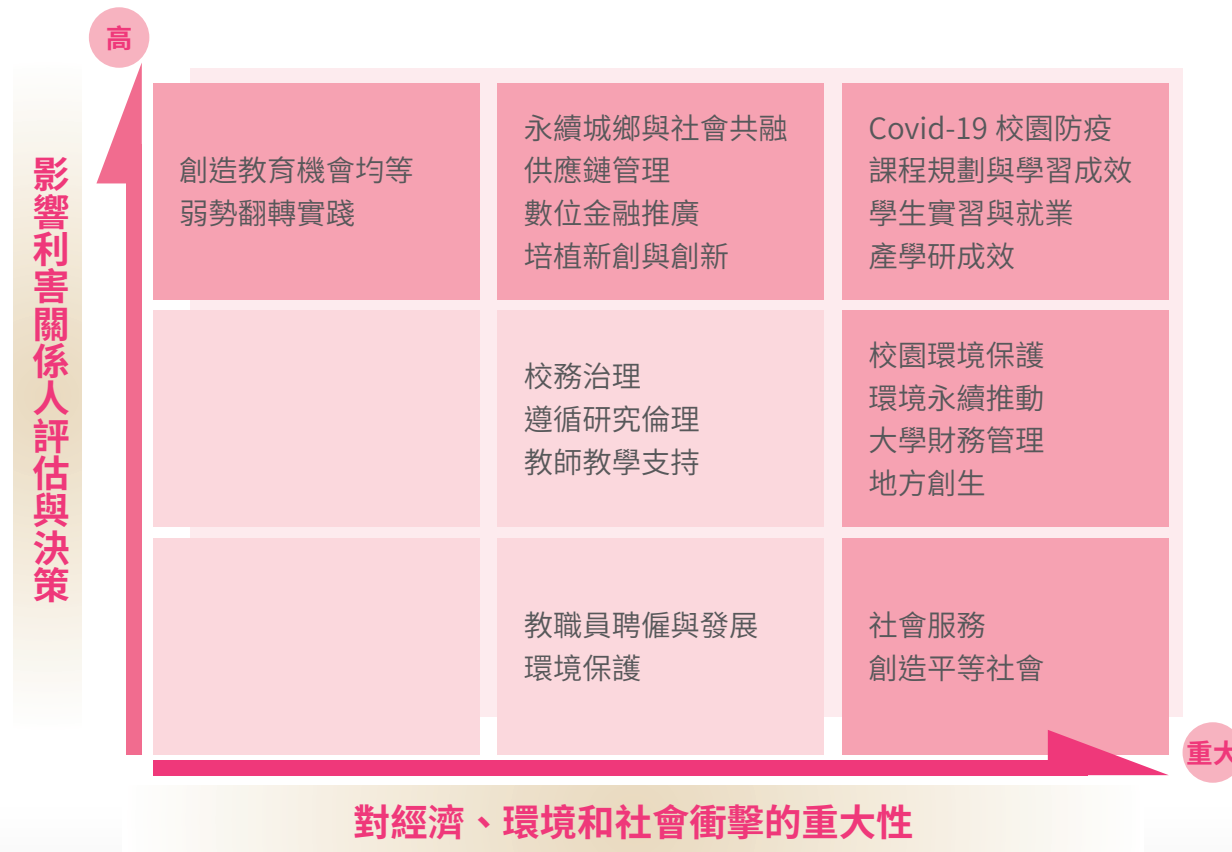 高
影響利害關係人評估與決策
創造教育機會均等
弱勢翻轉實踐
永續城鄉與社會共融
供應鏈管理
數位金融推廣
培植新創與創新
Covid-19 校園防疫
課程規劃與學習成效
學生實習與就業
產學研成效
校務治理
遵循研究倫理
教師教學支持
校園環境保護
環境永續推動
大學財務管理
地方創生
教職員聘僱與發展
環境保護
社會服務
創造平等社會
重大
對經濟、環境和社會衝擊的重大性